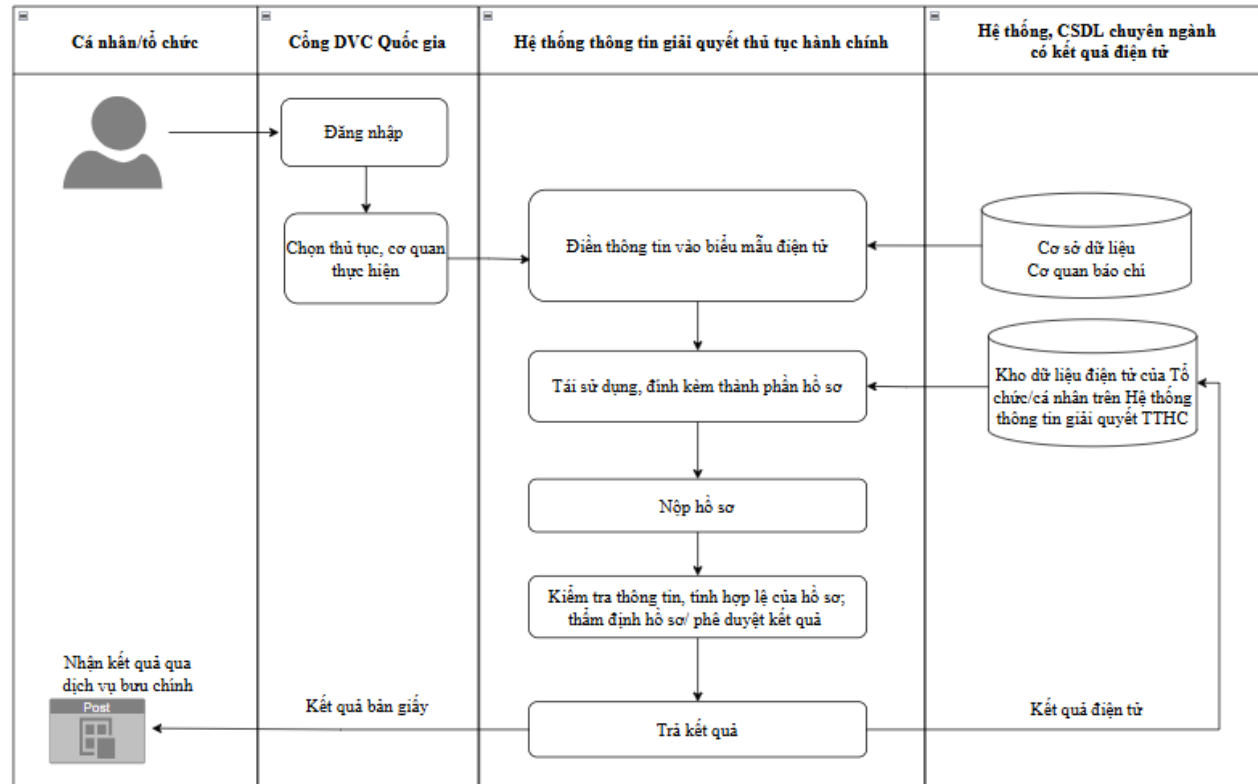 Cá nhân/tổ chức
Cổng DVC Quốc gia
Hệ thống thông tin giải quyết thủ tục hành chính
Hệ thống, CSDL chuyên ngành
có kết quả điện tử
Đăng nhập
Chọn thủ tục, cơ quan
thực hiện
Điền thông tin vào biểu mẫu điện tử
Cơ sở dữ liệu
Cơ quan báo chí
Tái sử dụng, đính kèm thành phần hồ sơ
Kho dữ liệu điện tử của Tổ
chức/cá nhân trên Hệ thống
thông tin giải quyết TTHC
Nộp hồ sơ
Kiểm tra thông tin, tính hợp lệ của hồ sơ;
thẩm định hồ sơ/ phê duyệt kết quả
Nhận kết quả qua
dịch vụ bưu chính
Post
Kết quả bản giấy
Trả kết quả
Kết quả điện tử